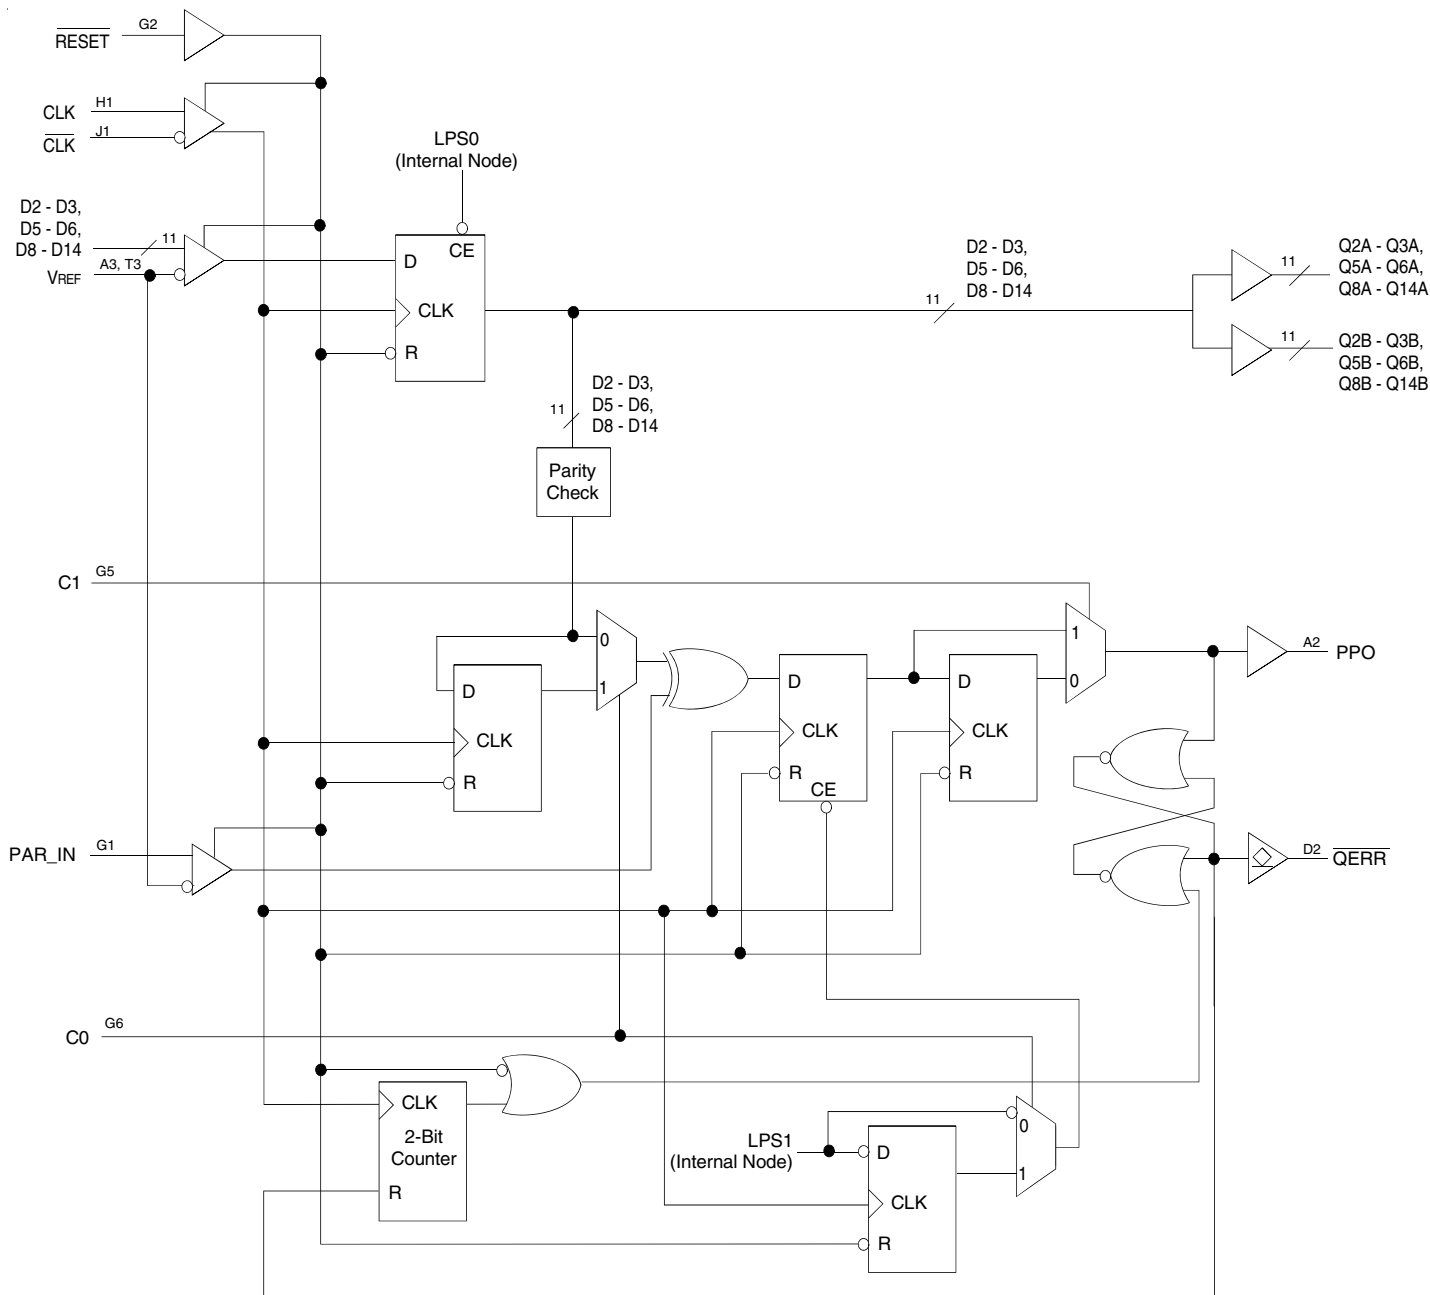 RESET
G2
CLK
H1
CLK
J1
LPS0
(Internal Node)
D2 - D3,
D5 - D6,
D8 - D14
11
VREF
A3, T3
D
CE
CLK
R
D2 - D3,
D5 - D6,
D8 - D14
11
11
Q2A - Q3A,
Q5A - Q6A,
Q8A - Q14A
11
Q2B - Q3B,
Q5B - Q6B,
Q8B - Q14B
11
D2 - D3,
D5 - D6,
D8 - D14
Parity
Check
C1
G5
0
1
D
CLK
R
D
CLK
R
CE
D
CLK
R
1
0
A2
PPO
PAR_IN
G1
D2
QERR
C0
G6
CLK
2-Bit
Counter
R
LPS1
(Internal Node)
D
CLK
R
0
1